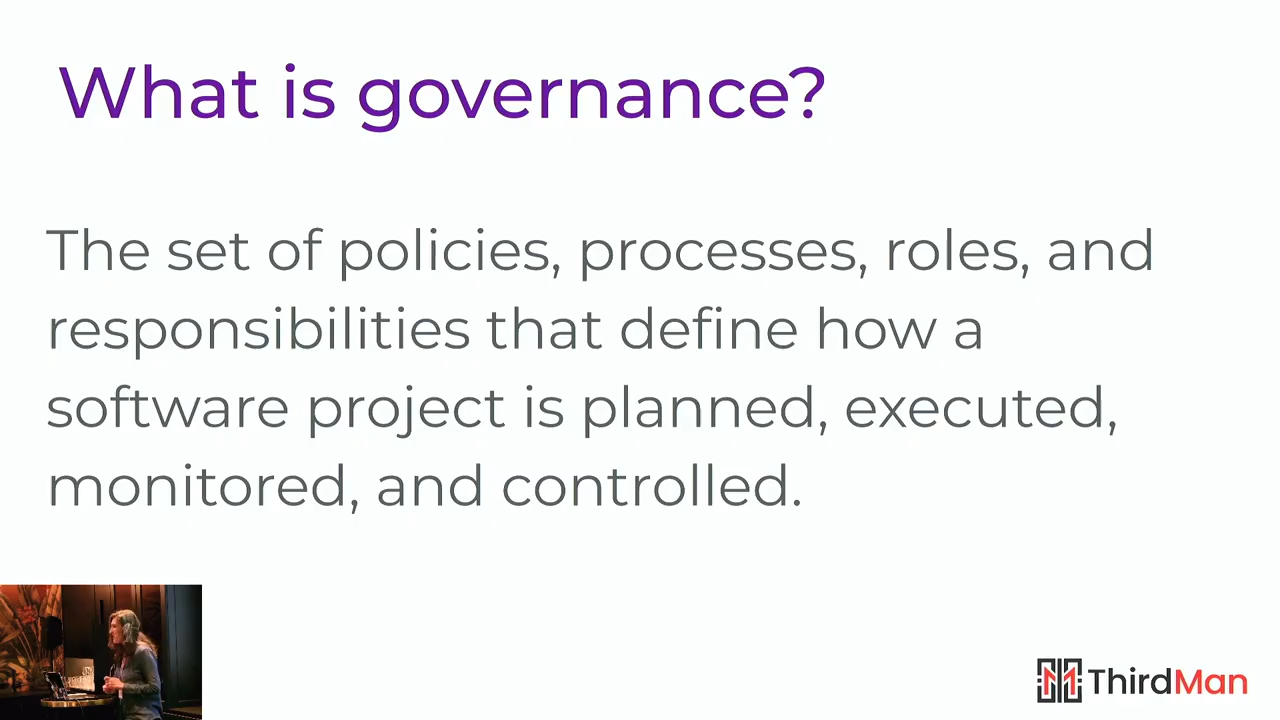 What is governance?
The set of policies, processes, roles, and
responsibilities that define how a
software project is planned, executed,
monitored, and controlled.
ThirdMan